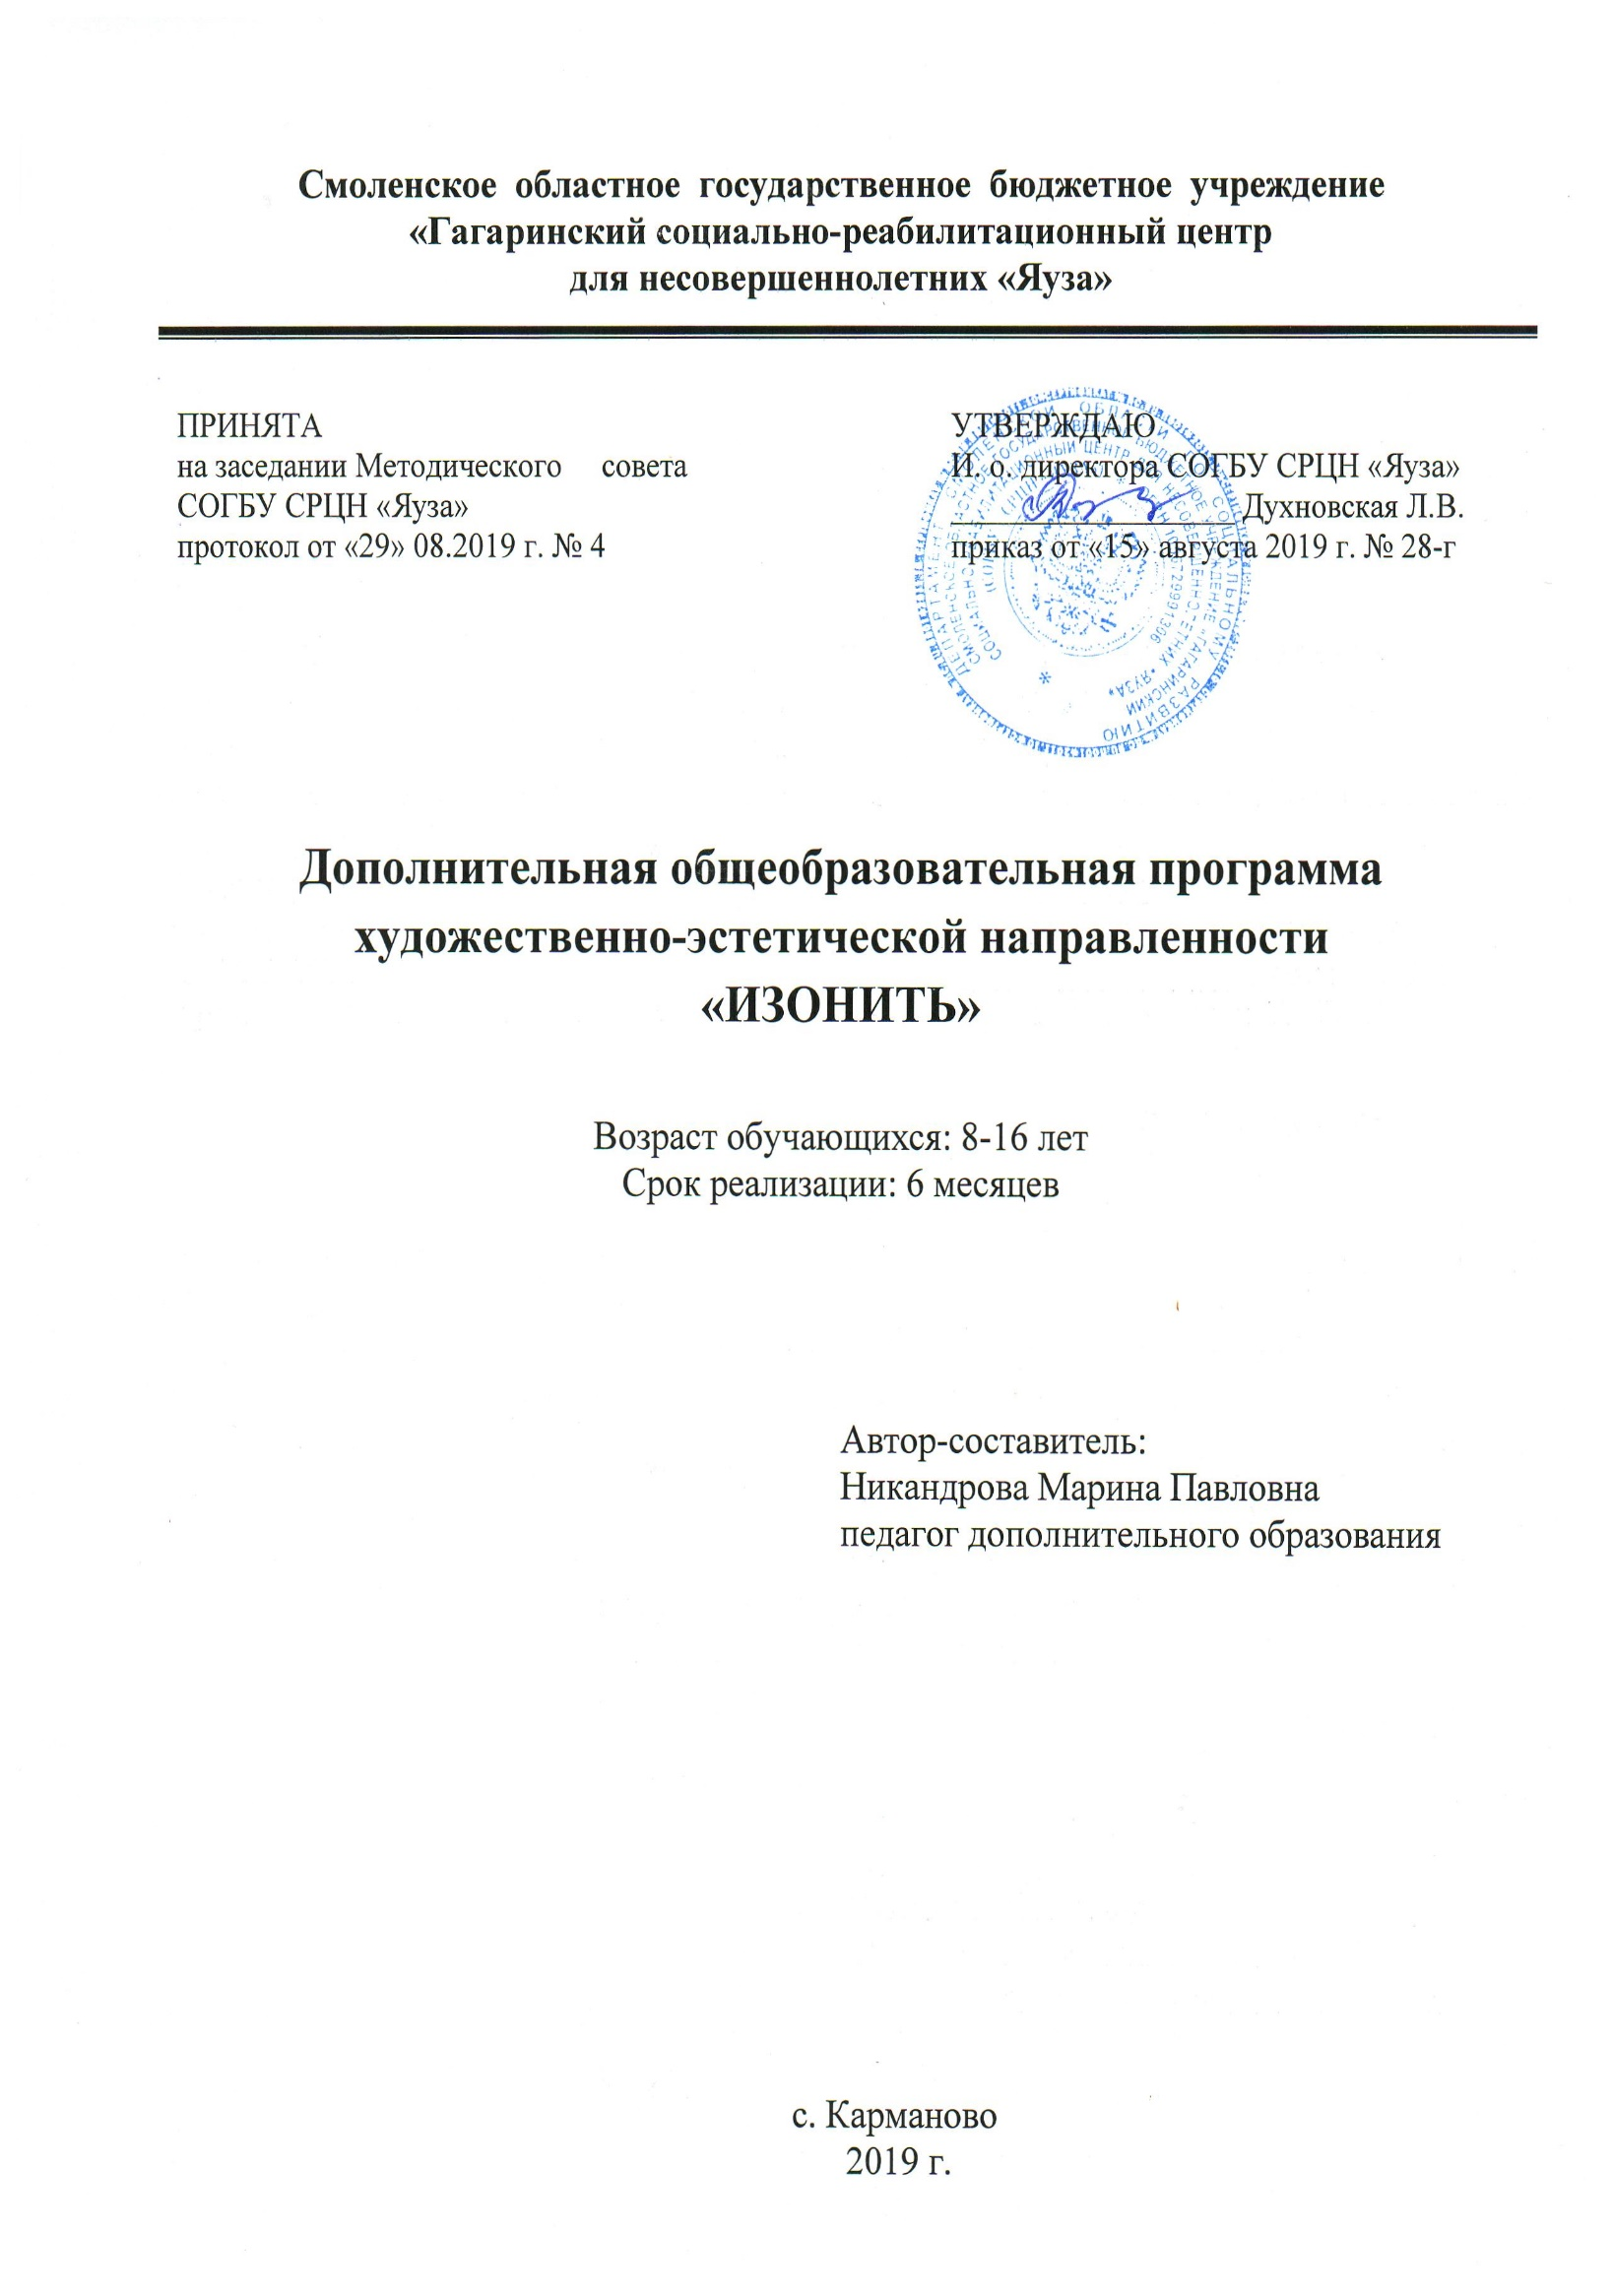 Смоленское областное государственное бюджетное учреждение
«Гагаринский социально-реабилитационный центр
для несовершеннолетних «Яуза»
ПРИНЯТА
на заседании Методического совета
СОГБУ СРЦН «Яуза»
протокол от «29» 08.2019 г. № 4
УТВЕРЖДАЮ
И. о. директора СОГБУ СРЦН «Яуза»
Духновская Л.В.
приказ от «15» августа 2019 г. № 28-г
Дополнительная общеобразовательная программа
художественно-эстетической направленности
«ИЗОНИТЬ»
Возраст обучающихся: 8-16 лет
Срок реализации: 6 месяцев
Автор-составитель:
Никандрова Марина Павловна
педагог дополнительного образования
с. Карманово
2019 г.